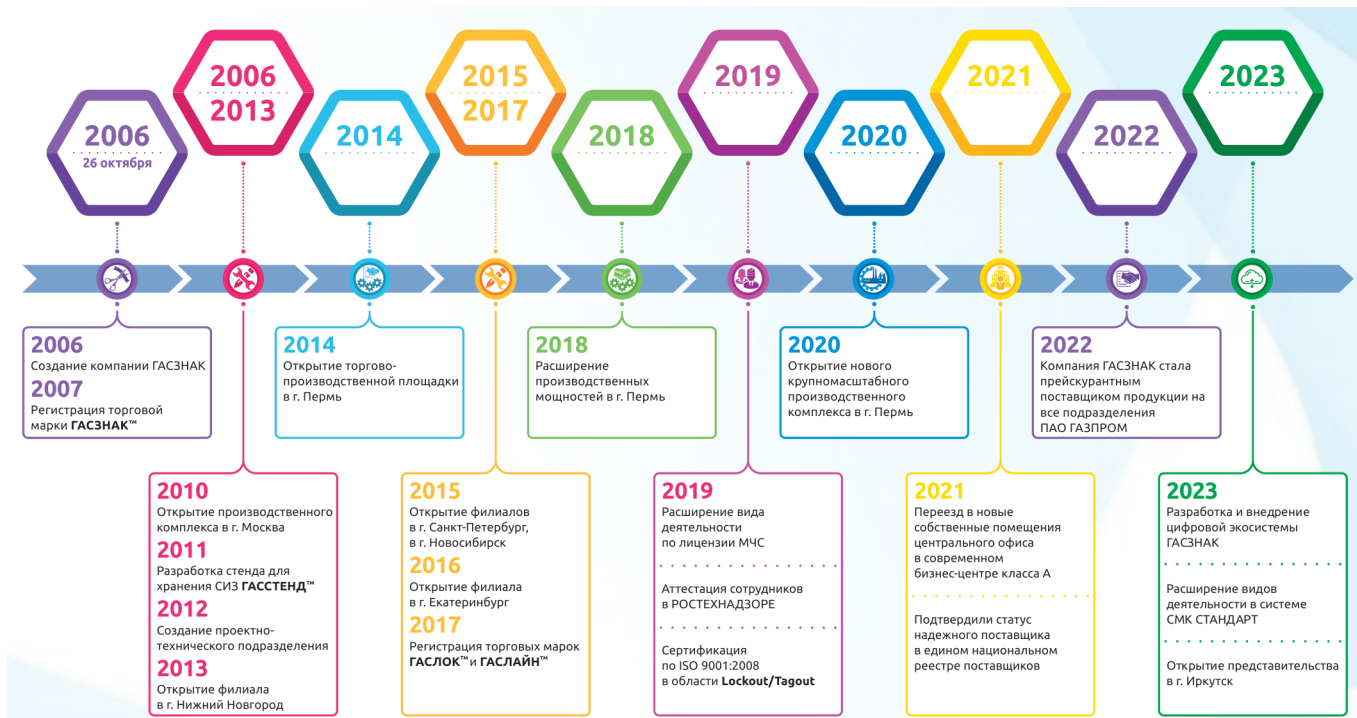 2006
26 октября
2006
2013
2014
2015
2017
2018
2019
2020
2021
2022
2023
2006
Создание компании ГАСЗНАК
2007
Регистрация торговой
марки ГАСЗНАК™
2010
Открытие производственного
комплекса в г. Москва
2011
Разработка стенда для
хранения СИЗ ГАССТЕНД™
2012
Создание проектно-
технического подразделения
2013
Открытие филиала
в г. Нижний Новгород
2014
Открытие торгово-
производственной площадки
в г. Пермь
2015
Открытие филиалов
в г. Санкт-Петербург,
в г. Новосибирск
2016
Открытие филиала
в г. Екатеринбург
2017
Регистрация торговых марок
ГАСЛОК™ и ГАСЛАЙН™
2018
Расширение
производственных
мощностей в г. Пермь
2019
Расширение вида
деятельности
по лицензии МЧС
Аттестация сотрудников
в РОСТЕХНАДЗОРЕ
Сертификация
по ISO 9001:2008
в области Lockout/Tagout
2020
Открытие нового
крупномасштабного
производственного
комплекса в г. Пермь
2021
Переезд в новые
собственные помещения
центрального офиса
в современном
бизнес-центре класса А
Подтвердили статус
надежного поставщика
в едином национальном
реестре поставщиков
2022
Компания ГАСЗНАК стала
прейскурантным
поставщиком продукции на
все подразделения
ПАО ГАЗПРОМ
2023
Разработка и внедрение
цифровой экосистемы
ГАСЗНАК
Расширение видов
деятельности в системе
СМК СТАНДАРТ
Открытие представительства
в г. Иркутск